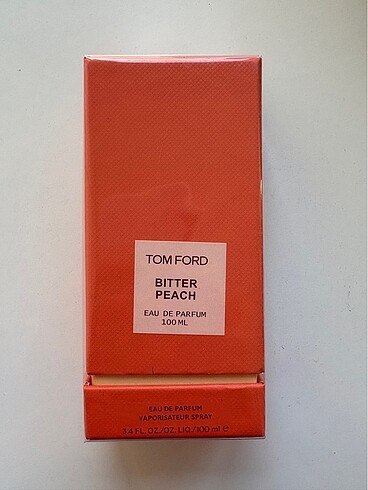 TOM FORD
BITTER
PEACH
EAU DE PARFUM
100 ML
EAU DE PARFUM
VAPORISATEUR SPRAY
3.4 FL. OZ./OZ. LIQ./100 ml ℮